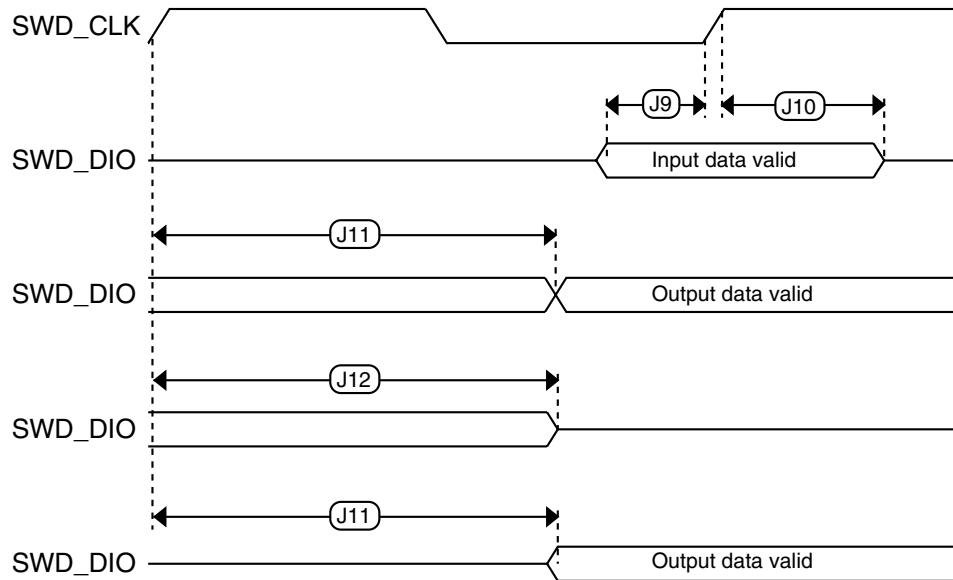 SWD_CLK
J9
J10
SWD_DIO
Input data valid
J11
SWD_DIO
Output data valid
J12
SWD_DIO
J11
SWD_DIO
Output data valid